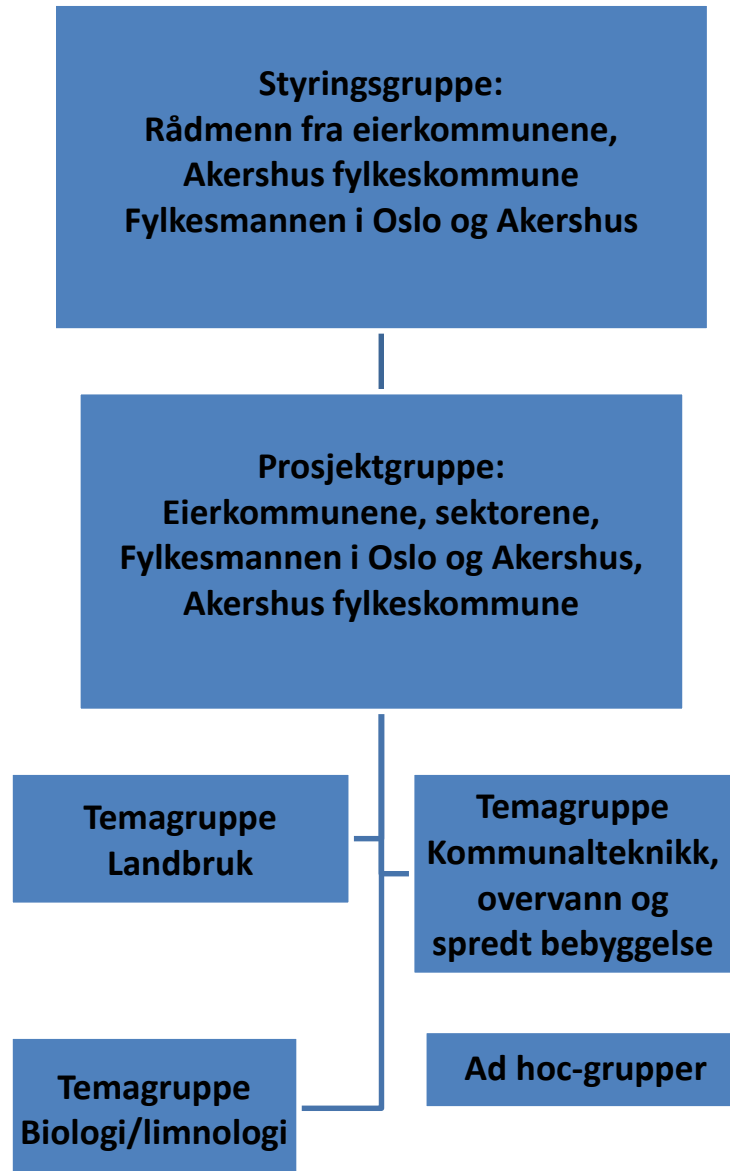 Styringsgruppe:
Rådmenn fra eierkommunene,
Akershus fylkeskommune
Fylkesmannen i Oslo og Akershus
Prosjektgruppe:
Eierkommunene, sektorene,
Fylkesmannen i Oslo og Akershus,
Akershus fylkeskommune
Temagruppe
Landbruk
Temagruppe
Kommunalteknikk,
overvann og
spredt bebyggelse
Temagruppe
Biologi/limnologi
Ad hoc-grupper